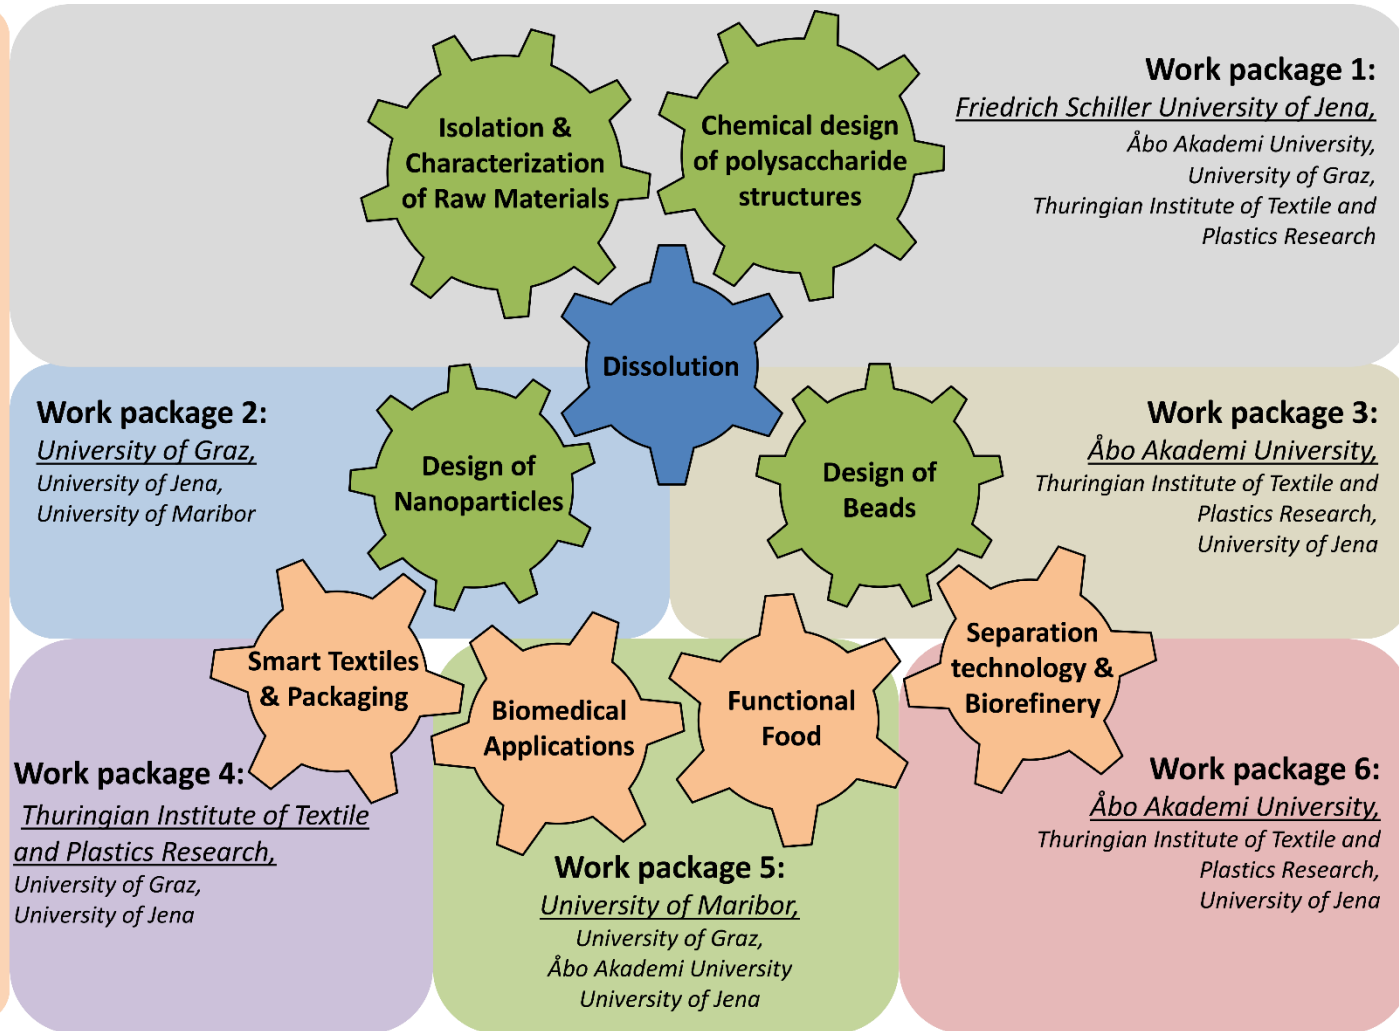 Isolation &
Characterization
of Raw Materials
Chemical design
of polysaccharide
structures
Work package 1:
Friedrich Schiller University of Jena,
Åbo Akademi University,
University of Graz,
Thuringian Institute of Textile and
Plastics Research
Dissolution
Work package 2:
University of Graz,
University of Jena,
University of Maribor
Design of
Nanoparticles
Design of
Beads
Work package 3:
Åbo Akademi University,
Thuringian Institute of Textile and
Plastics Research,
University of Jena
Smart Textiles
& Packaging
Biomedical
Applications
Functional
Food
Separation
technology &
Biorefinery
Work package 4:
Thuringian Institute of Textile
and Plastics Research,
University of Graz,
University of Jena
Work package 5:
University of Maribor,
University of Graz,
Åbo Akademi University
University of Jena
Work package 6:
Åbo Akademi University,
Thuringian Institute of Textile and
Plastics Research,
University of Jena